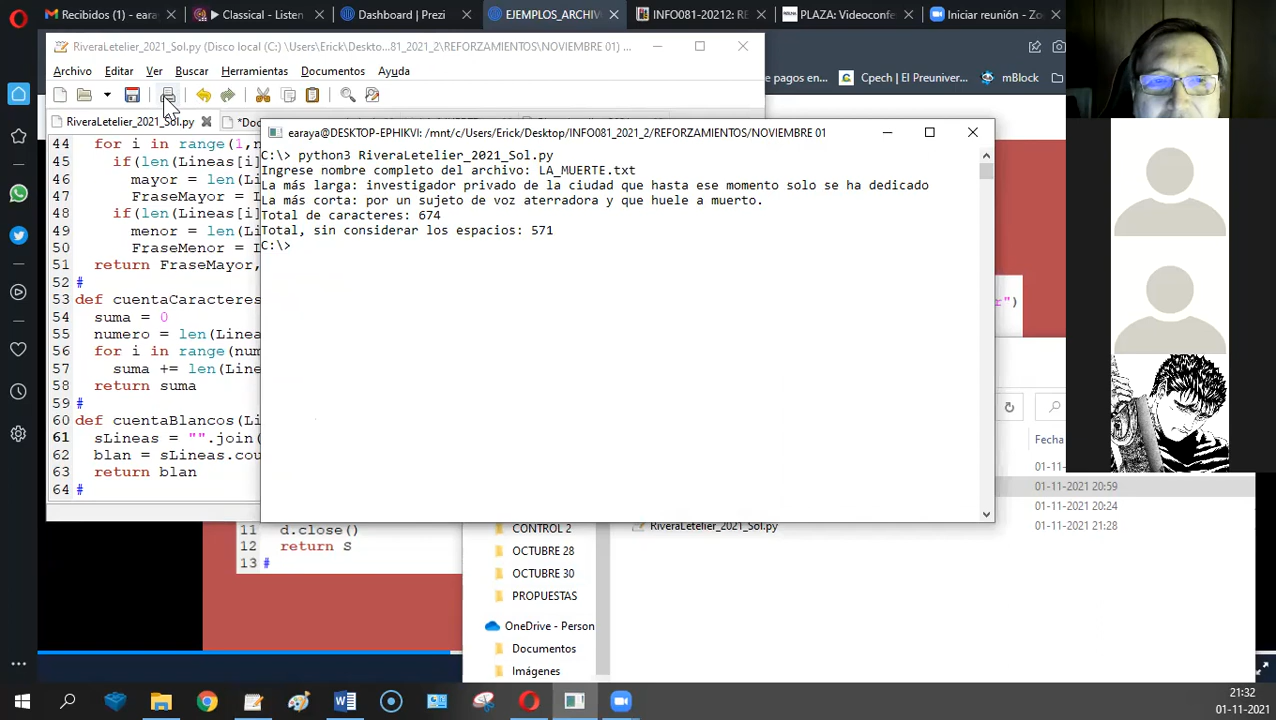 Recibidos (1) - eara
Classical - Listen
Dashboard | Prezi
EJEMPLOS_ARCHIV
INFO081-20212: RE
PLAZA: Videoconfe
Iniciar reunión - Zo
RiveraLetelier_2021_Sol.py (Disco local (C:) \Users\Erick\Deskto...81_2021_2\REFORZAMIENTOS\NOVIEMBRE 01) ...
Archivo Editar Ver Buscar Herramientas Documentos Ayuda
e pagos en...
Cpech | El Preuniver...
mBlock
RiveraLetelier_2021_Sol.py
*Doc
earaya@DESKTOP-EPHIKVI: /mnt/c/Users/Erick/Desktop/INFO081_2021_2/REFORZAMIENTOS/NOVIEMBRE 01
C:\> python3 RiveraLetelier_2021_Sol.py
Ingrese nombre completo del archivo: LA_MUERTE.txt
La más larga: investigador privado de la ciudad que hasta ese momento solo se ha dedicado
La más corta: por un sujeto de voz aterradora y que huele a muerto.
Total de caracteres: 674
Total, sin considerar los espacios: 571
C:\>
44 for i in range(1,n
45 if(len(Lineas[i]
46 mayor = len(L
47 FraseMayor = L
48 if(len(Lineas[i]
49 menor = len(L
50 FraseMenor = L
51 return FraseMayor,
52 #
53 def cuentaCaracteres
54 suma = 0
55 numero = len(Lineas
56 for i in range(num
57 suma += len(Line
58 return suma
59 #
60 def cuentaBlancos(Li
61 sLineas = "".join(
62 blan = sLineas.cou
63 return blan
64 #
r")
11 d.close()
12 return S
13 #
Fecha
01-11-
01-11-2021 20:59
01-11-2021 20:24
RiveraLetelier_2021_Sol.py
01-11-2021 21:28
CONTROL 2
OCTUBRE 28
OCTUBRE 30
PROPUESTAS
OneDrive - Person
Documentos
Imágenes
21:32
01-11-2021